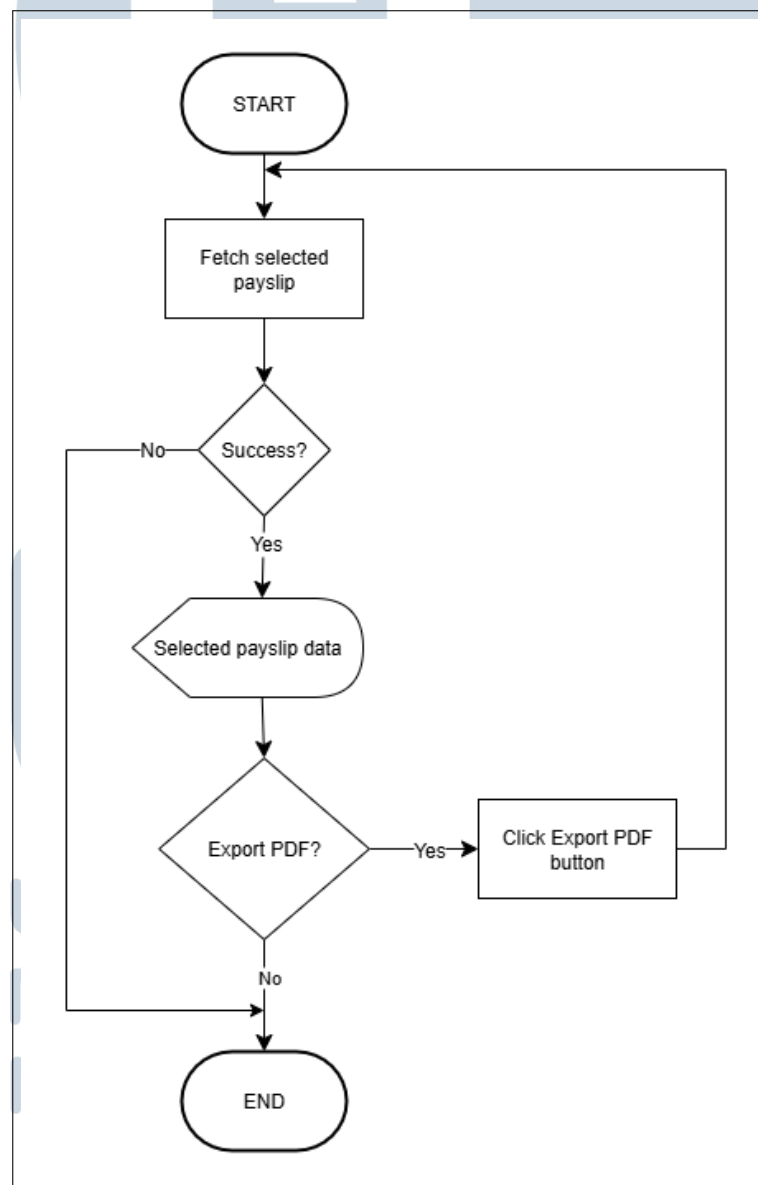 START
Fetch selected
payslip
Success?
No
Yes
Selected payslip data
Export PDF?
Yes
Click Export PDF
button
No
END